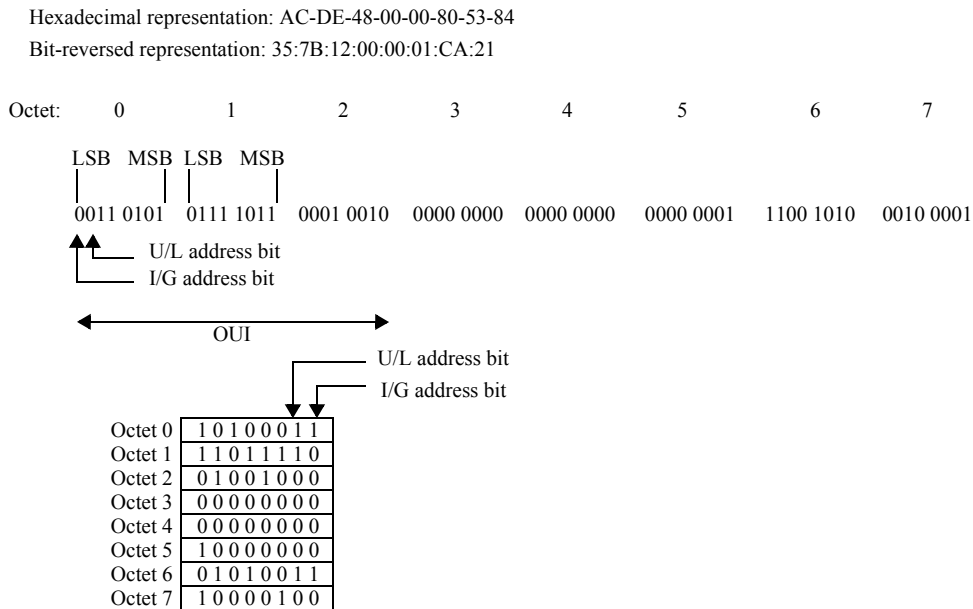 Hexadecimal representation: AC-DE-48-00-00-80-53-84
Bit-reversed representation: 35:7B:12:00:00:01:CA:21
Octet: 0 1 2 3 4 5 6 7
LSB MSB LSB MSB
0011 0101 0111 1011 0001 0010 0000 0000 0000 0000 0000 0001 1100 1010 0010 0001
U/L address bit
I/G address bit
OUI
U/L address bit
I/G address bit
Octet 0 1 0 1 0 0 0 1 1
Octet 1 1 1 0 1 1 1 1 0
Octet 2 0 1 0 0 1 0 0 0
Octet 3 0 0 0 0 0 0 0 0
Octet 4 0 0 0 0 0 0 0 0
Octet 5 1 0 0 0 0 0 0 0
Octet 6 0 1 0 1 0 0 1 1
Octet 7 1 0 0 0 0 1 0 0